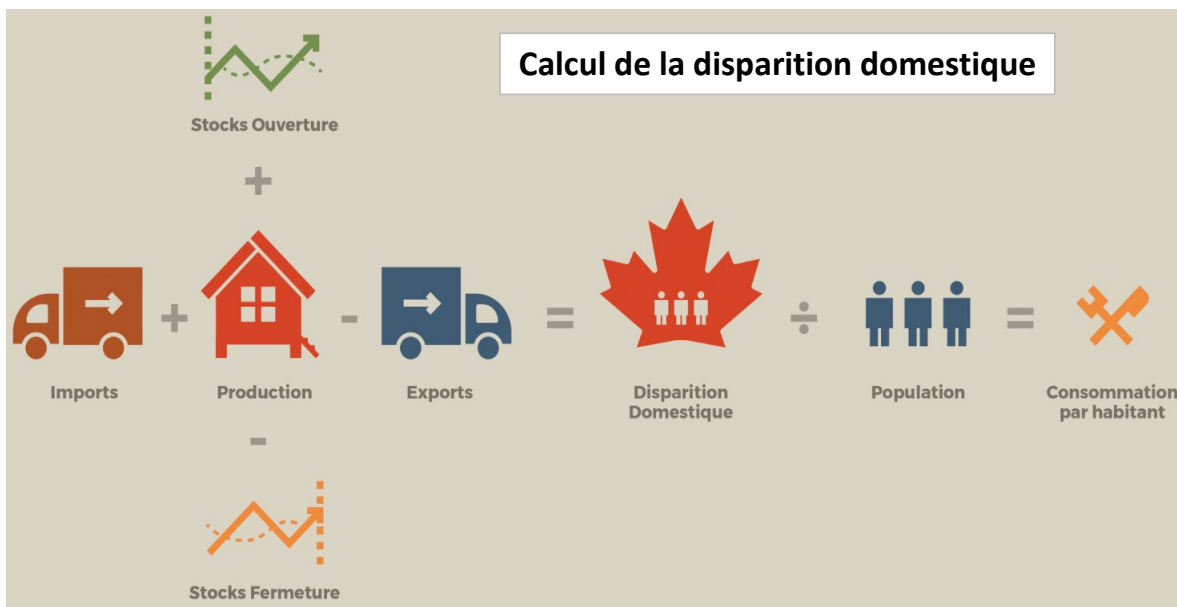 Calcul de la disparition domestique
Stocks Ouverture
+
+
-
=
÷
=
Imports
Production
Exports
Disparition
Domestique
Population
Consommation
par habitant
-
Stocks Fermeture